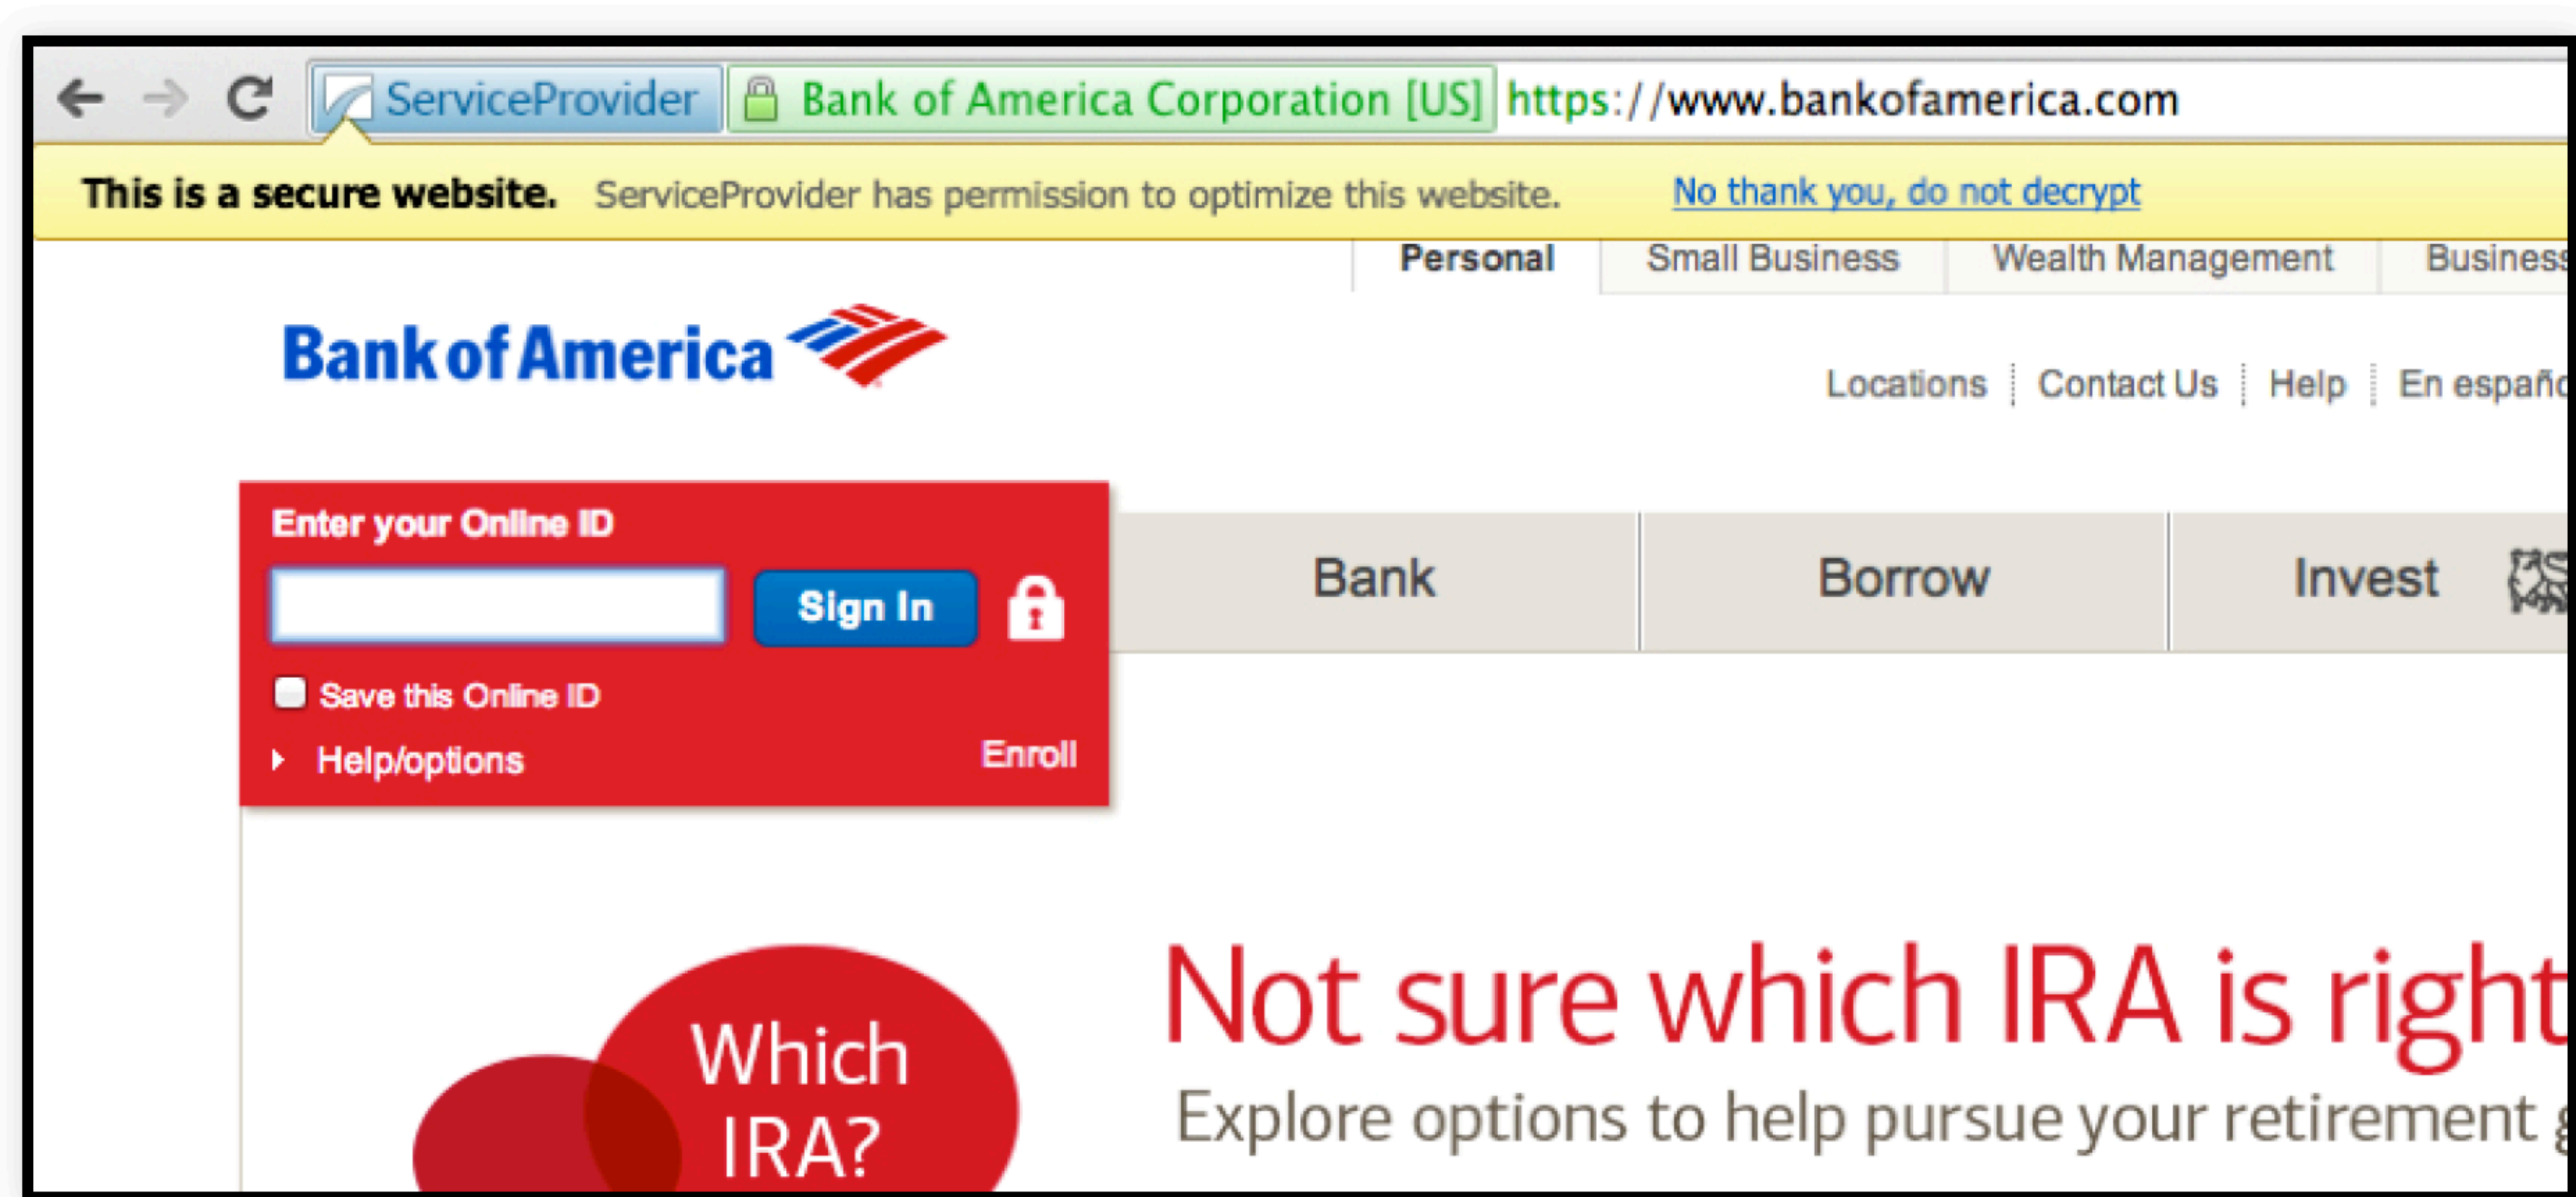 ServiceProvider Bank of America Corporation [US] https://www.bankofamerica.com
This is a secure website. ServiceProvider has permission to optimize this website. No thank you, do not decrypt
Personal Small Business Wealth Management Business
Bank of America
Locations Contact Us Help En españo
Enter your Online ID
Sign In
Save this Online ID
Help/options Enroll
Bank Borrow Invest
Which
IRA?
Not sure which IRA is right
Explore options to help pursue your retirement